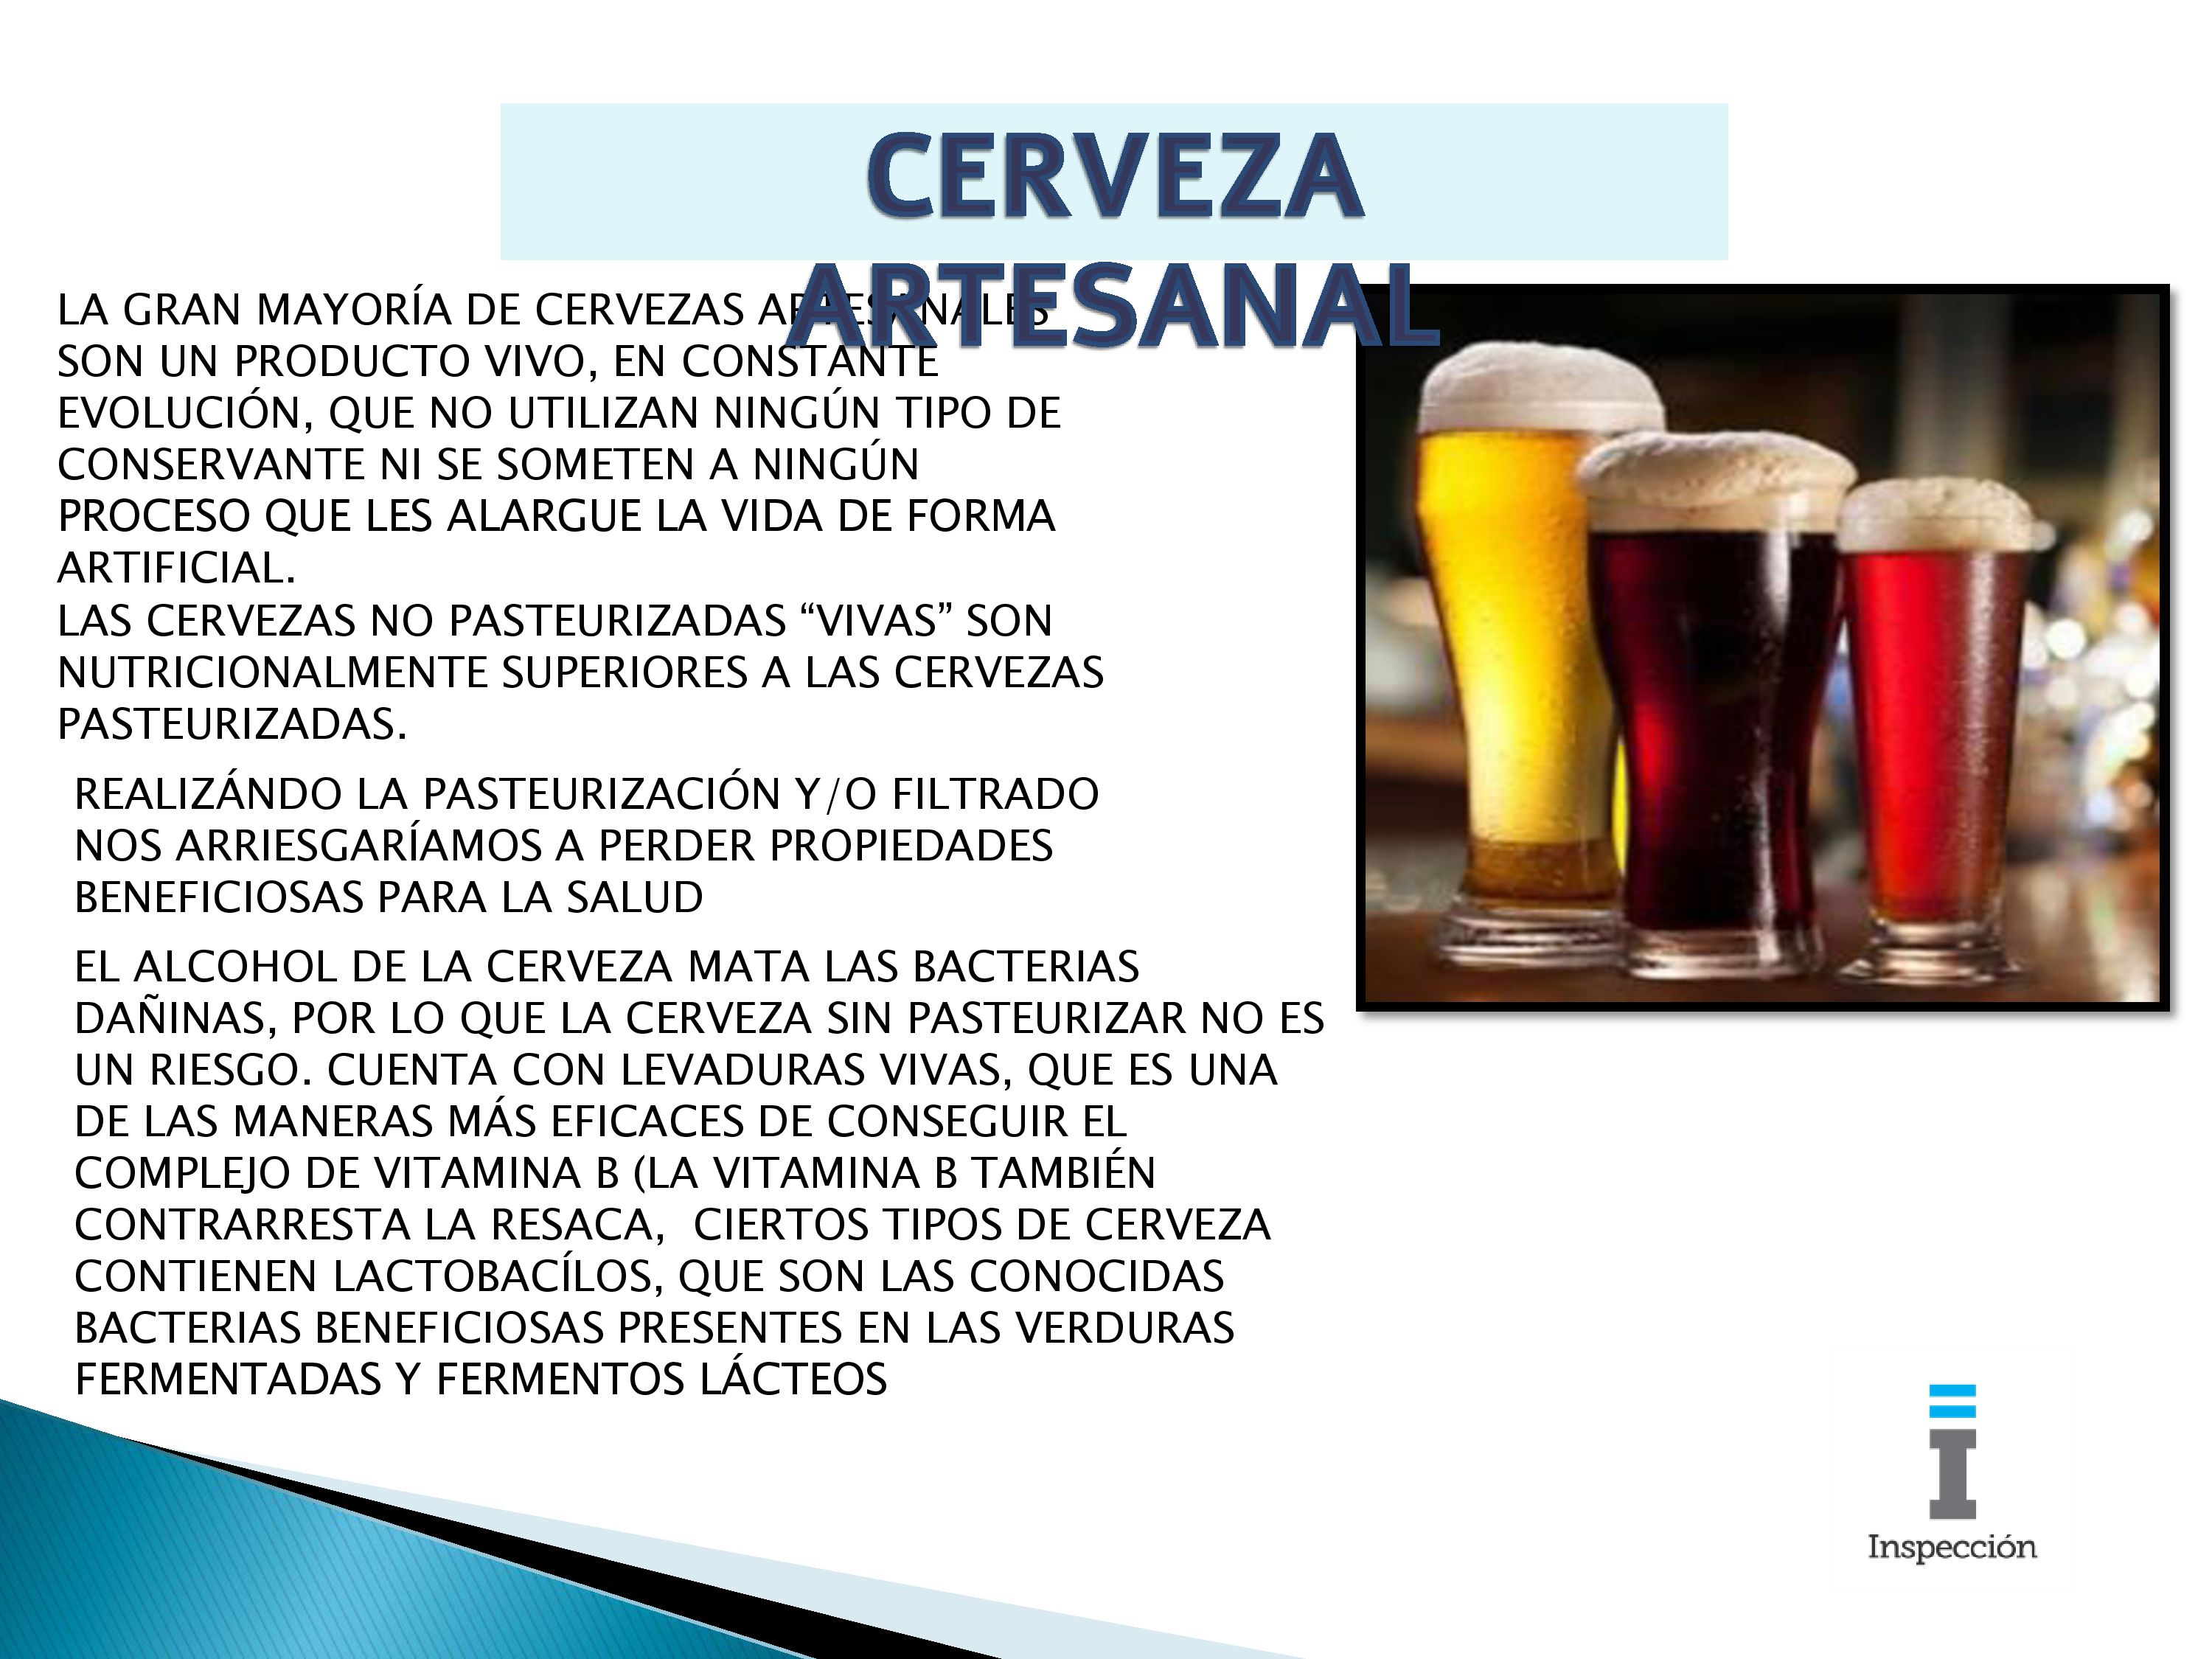 CERVEZA
ARTESANAL
LA GRAN MAYORÍA DE CERVEZAS ARTESANALES
SON UN PRODUCTO VIVO, EN CONSTANTE
EVOLUCIÓN, QUE NO UTILIZAN NINGÚN TIPO DE
CONSERVANTE NI SE SOMETEN A NINGÚN
PROCESO QUE LES ALARGUE LA VIDA DE FORMA
ARTIFICIAL.
LAS CERVEZAS NO PASTEURIZADAS “VIVAS” SON
NUTRICIONALMENTE SUPERIORES A LAS CERVEZAS
PASTEURIZADAS.
REALIZÁNDO LA PASTEURIZACIÓN Y/O FILTRADO
NOS ARRIESGARÍAMOS A PERDER PROPIEDADES
BENEFICIOSAS PARA LA SALUD
EL ALCOHOL DE LA CERVEZA MATA LAS BACTERIAS
DAÑINAS, POR LO QUE LA CERVEZA SIN PASTEURIZAR NO ES
UN RIESGO. CUENTA CON LEVADURAS VIVAS, QUE ES UNA
DE LAS MANERAS MÁS EFICACES DE CONSEGUIR EL
COMPLEJO DE VITAMINA B (LA VITAMINA B TAMBIÉN
CONTRARRESTA LA RESACA,  CIERTOS TIPOS DE CERVEZA
CONTIENEN LACTOBACÍLOS, QUE SON LAS CONOCIDAS
BACTERIAS BENEFICIOSAS PRESENTES EN LAS VERDURAS
FERMENTADAS Y FERMENTOS LÁCTEOS
Inspección